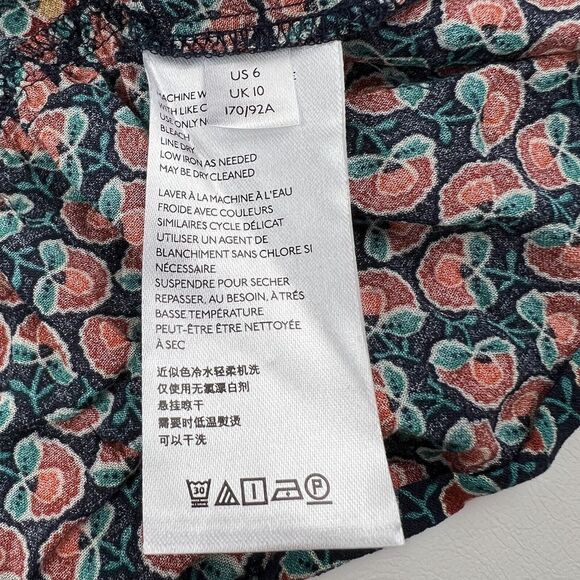 US 6
UK 10
170/92A
MACHINE W
WITH LIKE C
USE ONLY N
BLEACH
LINE DRY
LOW IRON AS NEEDED
MAY BE DRY CLEANED
LAVER À LA MACHINE À L'EAU
FROIDE AVEC COULEURS
SIMILAIRES CYCLE DÉLICAT
UTILISER UN AGENT DE
BLANCHIMENT SANS CHLORE SI
NÉCESSAIRE
SUSPENDRE POUR SECHER
REPASSER, AU BESOIN, À TRÉS
BASSE TEMPÉRATURE
PEUT-ÊTRE ÊTRE NETTOYÉE
À SEC
近似色冷水轻柔机洗
仅使用无氯漂白剂
悬挂晾干
需要时低温熨烫
可以干洗
30 P